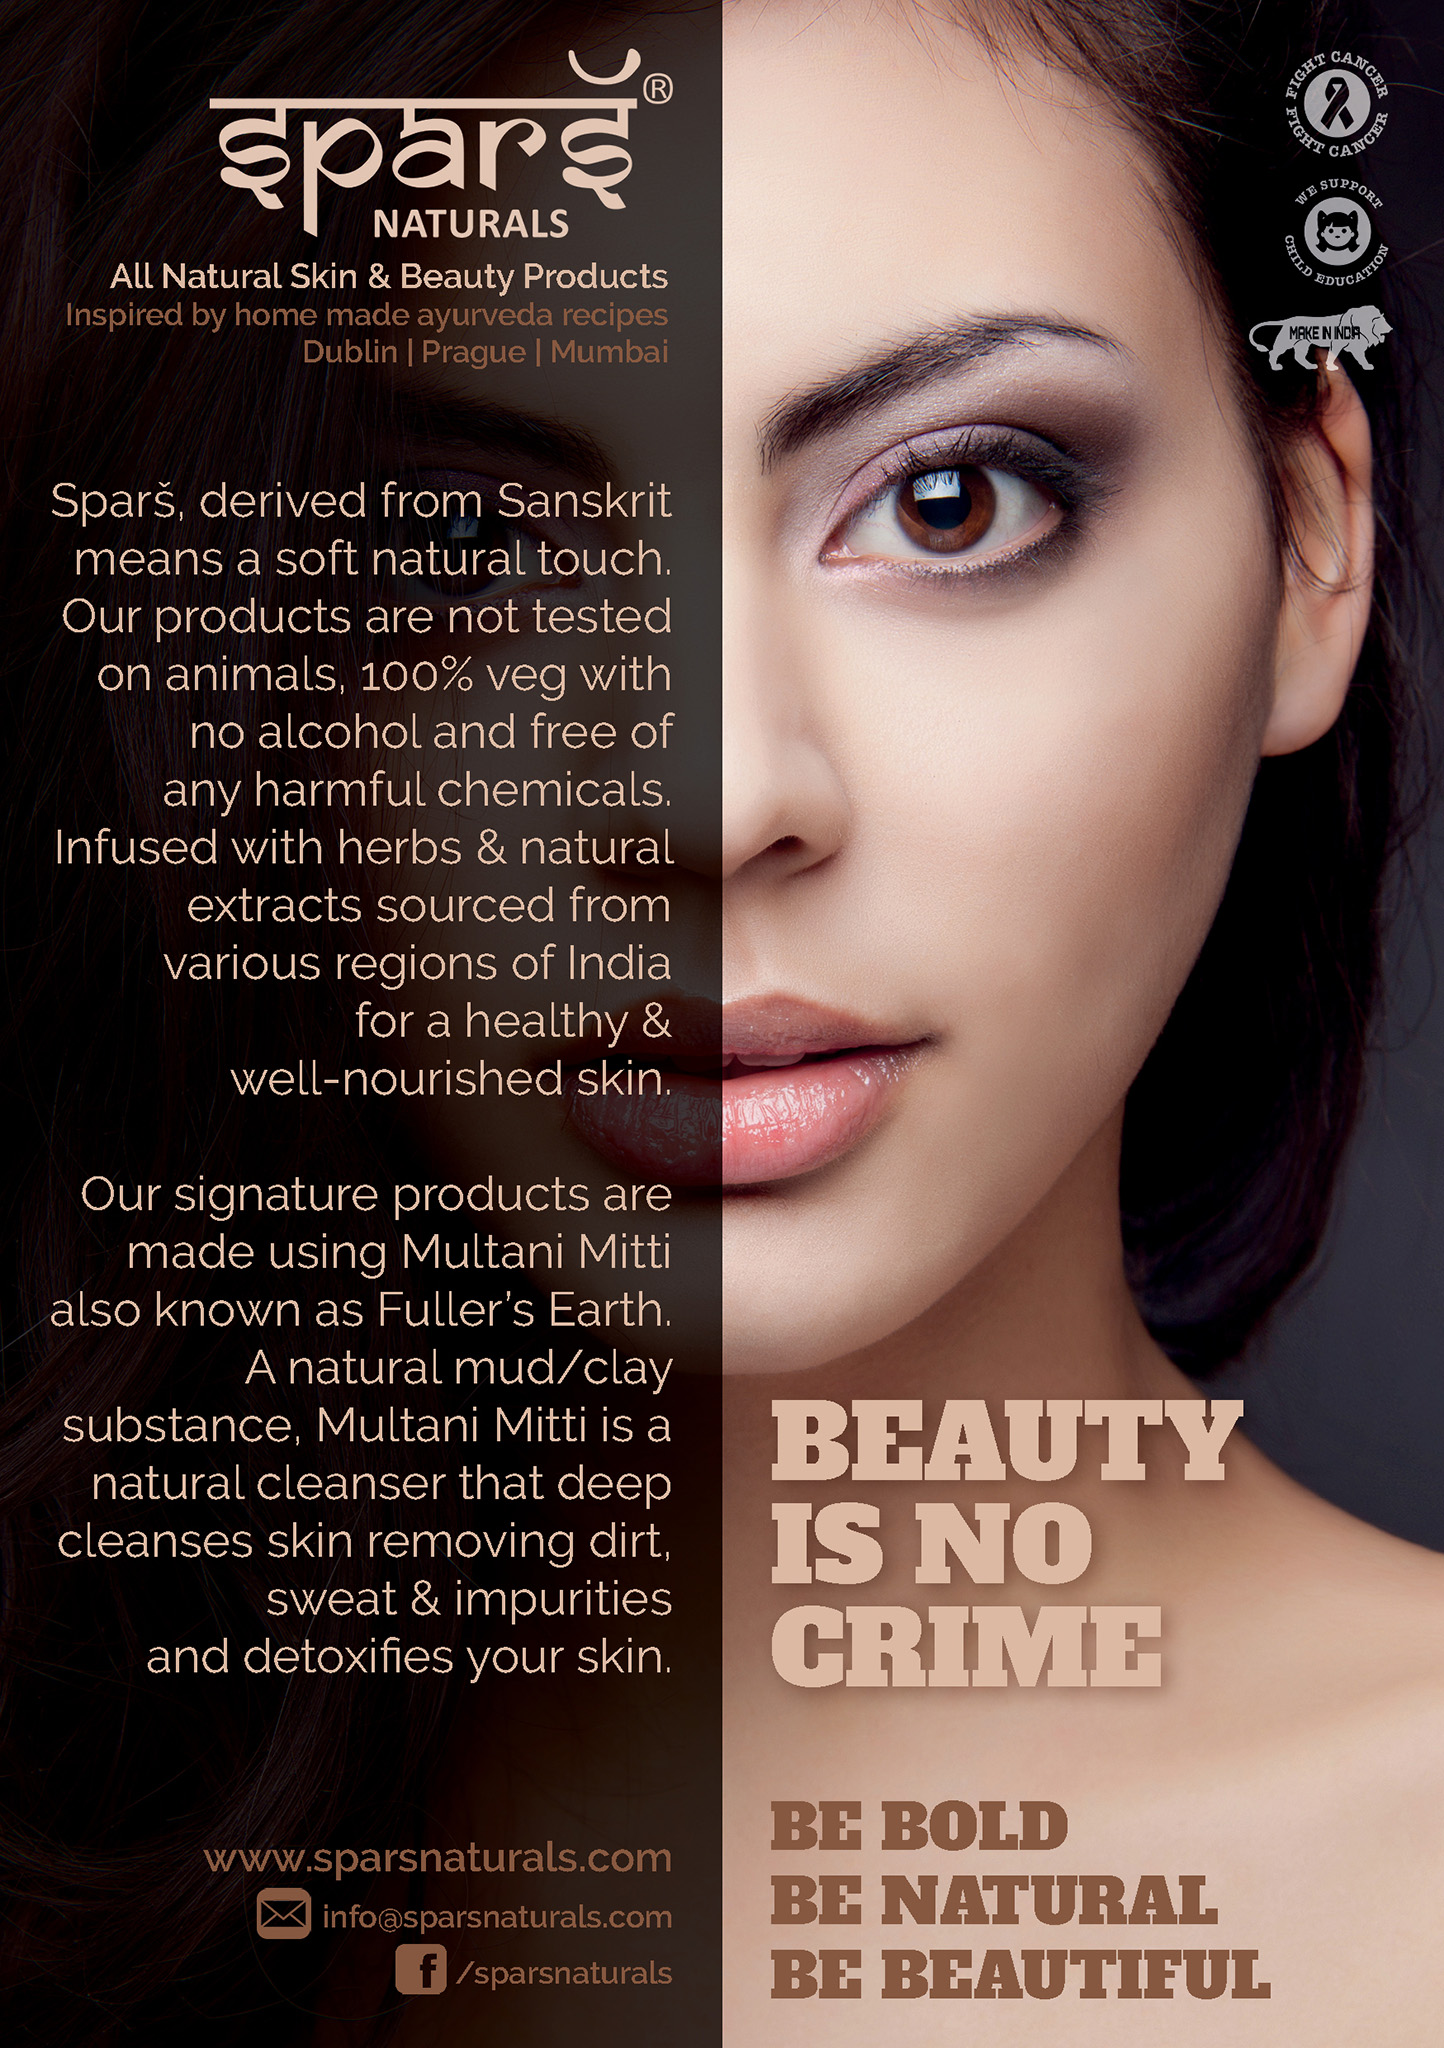 sparš®
NATURALS
All Natural Skin & Beauty Products
Inspired by home made ayurveda recipes
Dublin | Prague | Mumbai
Sparš, derived from Sanskrit
means a soft natural touch.
Our products are not tested
on animals, 100% veg with
no alcohol and free of
any harmful chemicals.
Infused with herbs & natural
extracts sourced from
various regions of India
for a healthy &
well-nourished skin.
Our signature products are
made using Multani Mitti
also known as Fuller's Earth.
A natural mud/clay
substance, Multani Mitti is a
natural cleanser that deep
cleanses skin removing dirt,
sweat & impurities
and detoxifies your skin.
www.sparsnaturals.com
info@sparsnaturals.com
f /sparsnaturals
FIGHT CANCER
FIGHT CANCER
WE SUPPORT
CHILD EDUCATION
MAKE IN INDIA
BEAUTY
IS NO
CRIME
BE BOLD
BE NATURAL
BE BEAUTIFUL